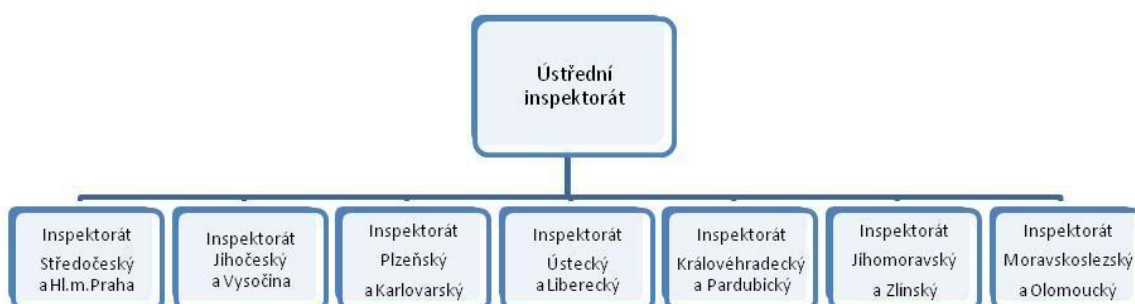 Ústřední
inspektorát
Inspektorát
Středočeský
a Hl.m.Praha
Inspektorát
Jihočeský
a Vysočina
Inspektorát
Plzeňský
a Karlovarský
Inspektorát
Ústecký
a Liberecký
Inspektorát
Královéhradecký
a Pardubický
Inspektorát
Jihomoravský
a Zlínský
Inspektorát
Moravskoslezský
a Olomoucký